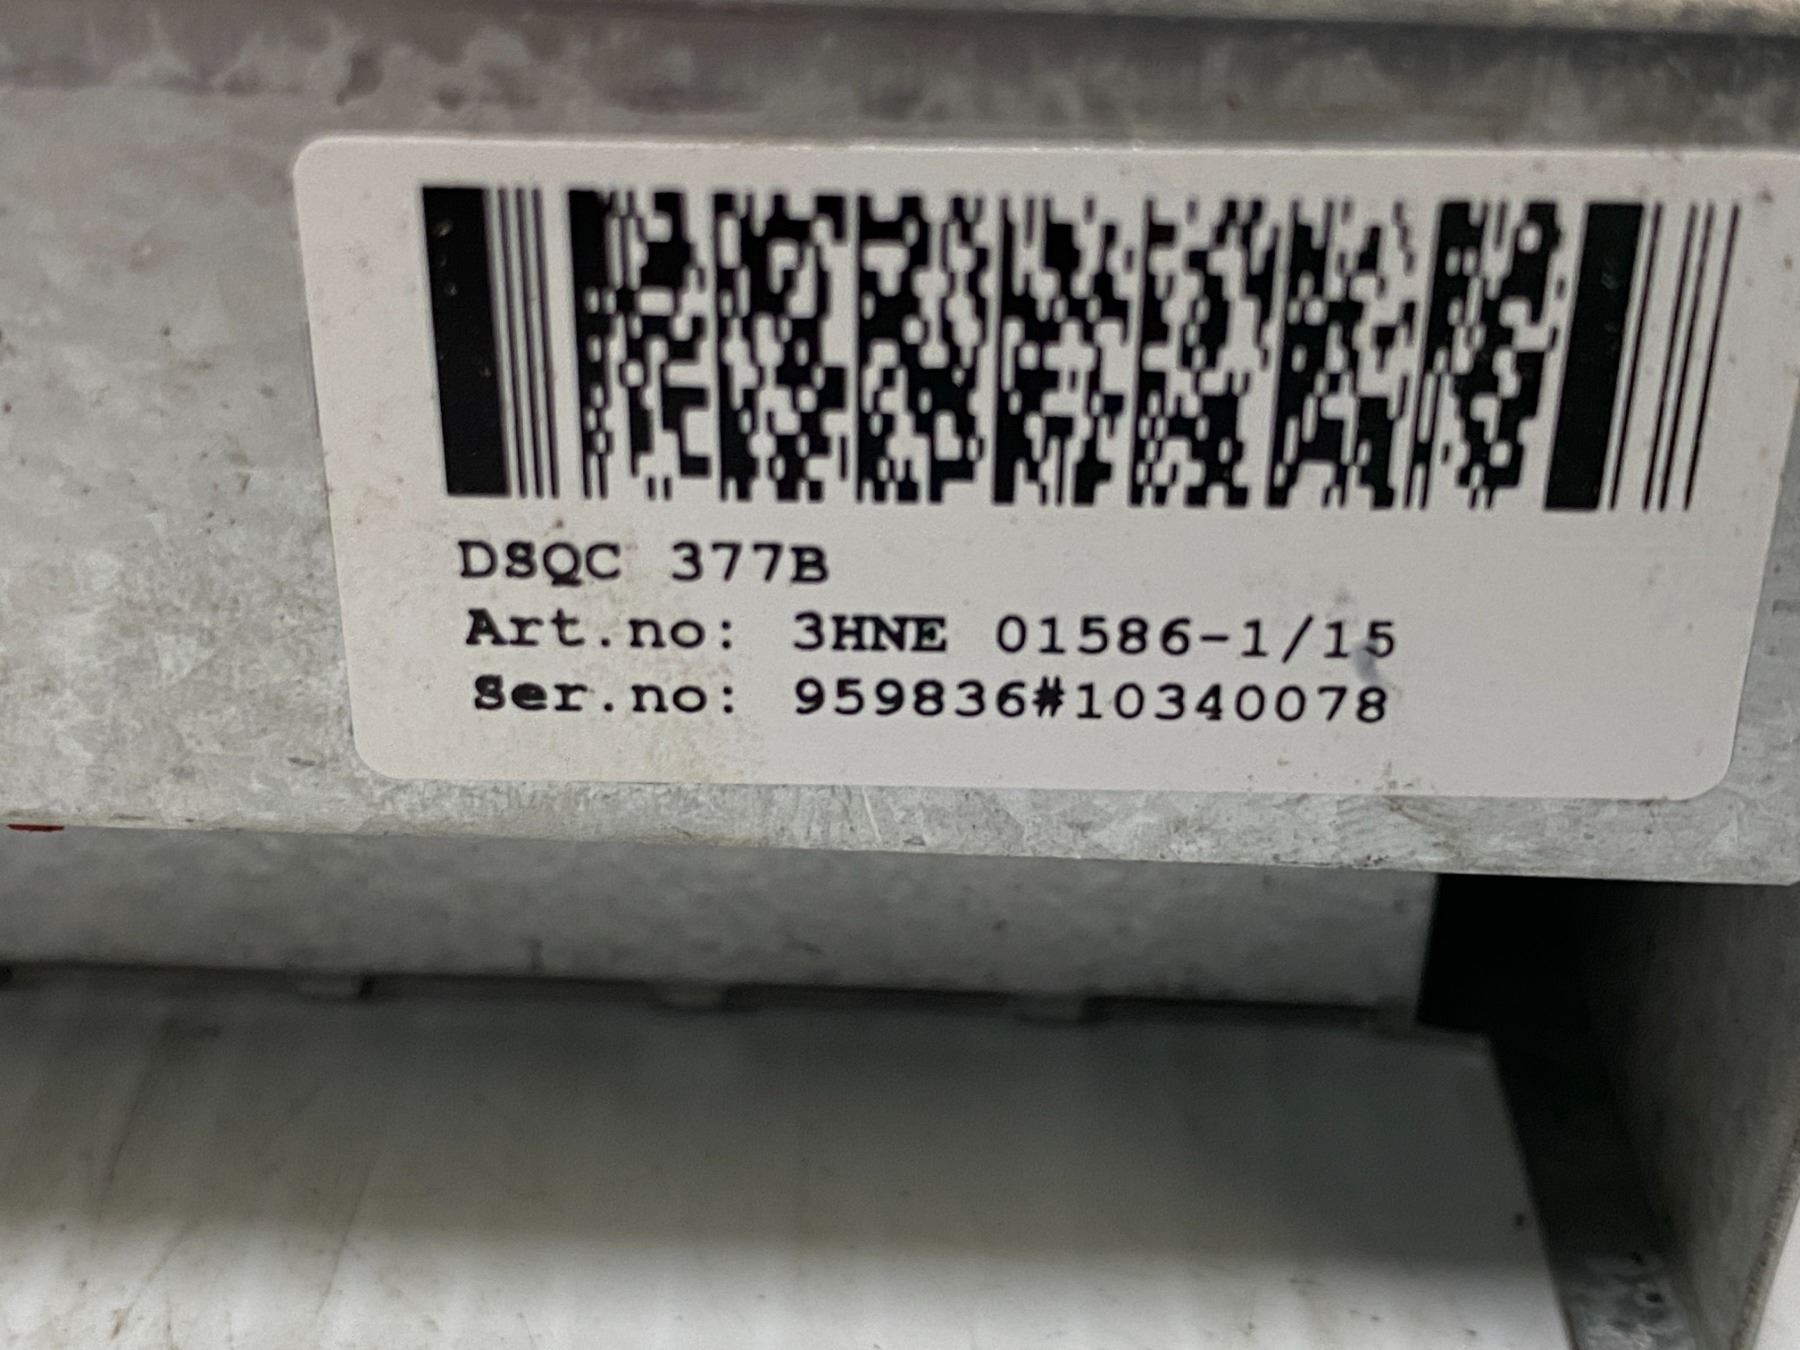 DSQC 377B
Art.no: 3HNE 01586-1/15
Ser.no: 959836#10340078